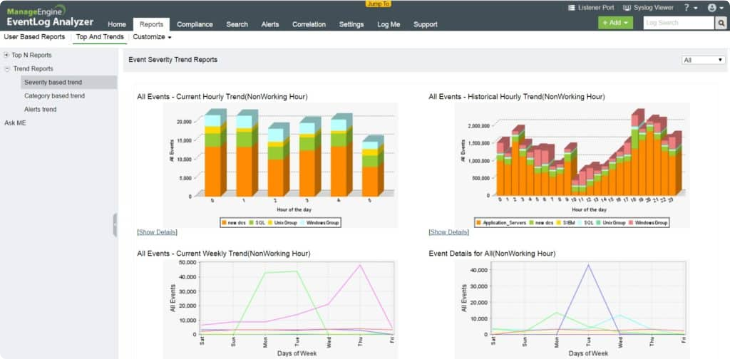 Jump To
ManageEngine
EventLog Analyzer
Home Reports Compliance Search Alerts Correlation Settings Log Me Support
Listener Port Syslog Viewer ?
+ Add Log Search
User Based Reports Top And Trends Customize
Top N Reports
Trend Reports
Severity based trend
Category based trend
Alerts trend
Ask ME
Event Severity Trend Reports
All
All Events - Current Hourly Trend(NonWorking Hour)
All Events
20,000
15,000
10,000
5,000
0
0 1 2 3 4 5
Hour of the day
new dns SQL UnixGroup WindowsGroup
[Show Details]
All Events - Historical Hourly Trend(NonWorking Hour)
All Events
2,000,000
1,500,000
1,000,000
500,000
0
0 1 2 3 4 5 6 7 8 9 10 11 12 13 14 15 16 17 18 19 20 21 22 23
Hour of the day
Application_Servers new dns SIEM SQL UnixGroup WindowsGroup
[Show Details]
All Events - Current Weekly Trend(NonWorking Hour)
All Events
50,000
40,000
30,000
20,000
10,000
0
Sat Sun Mon Tue Wed Thu Fri
Days of Week
Event Details for All(NonWorking Hour)
All Events
40,000
30,000
20,000
10,000
0
Sat Sun Mon Tue Wed Thu Fri
Days of Week